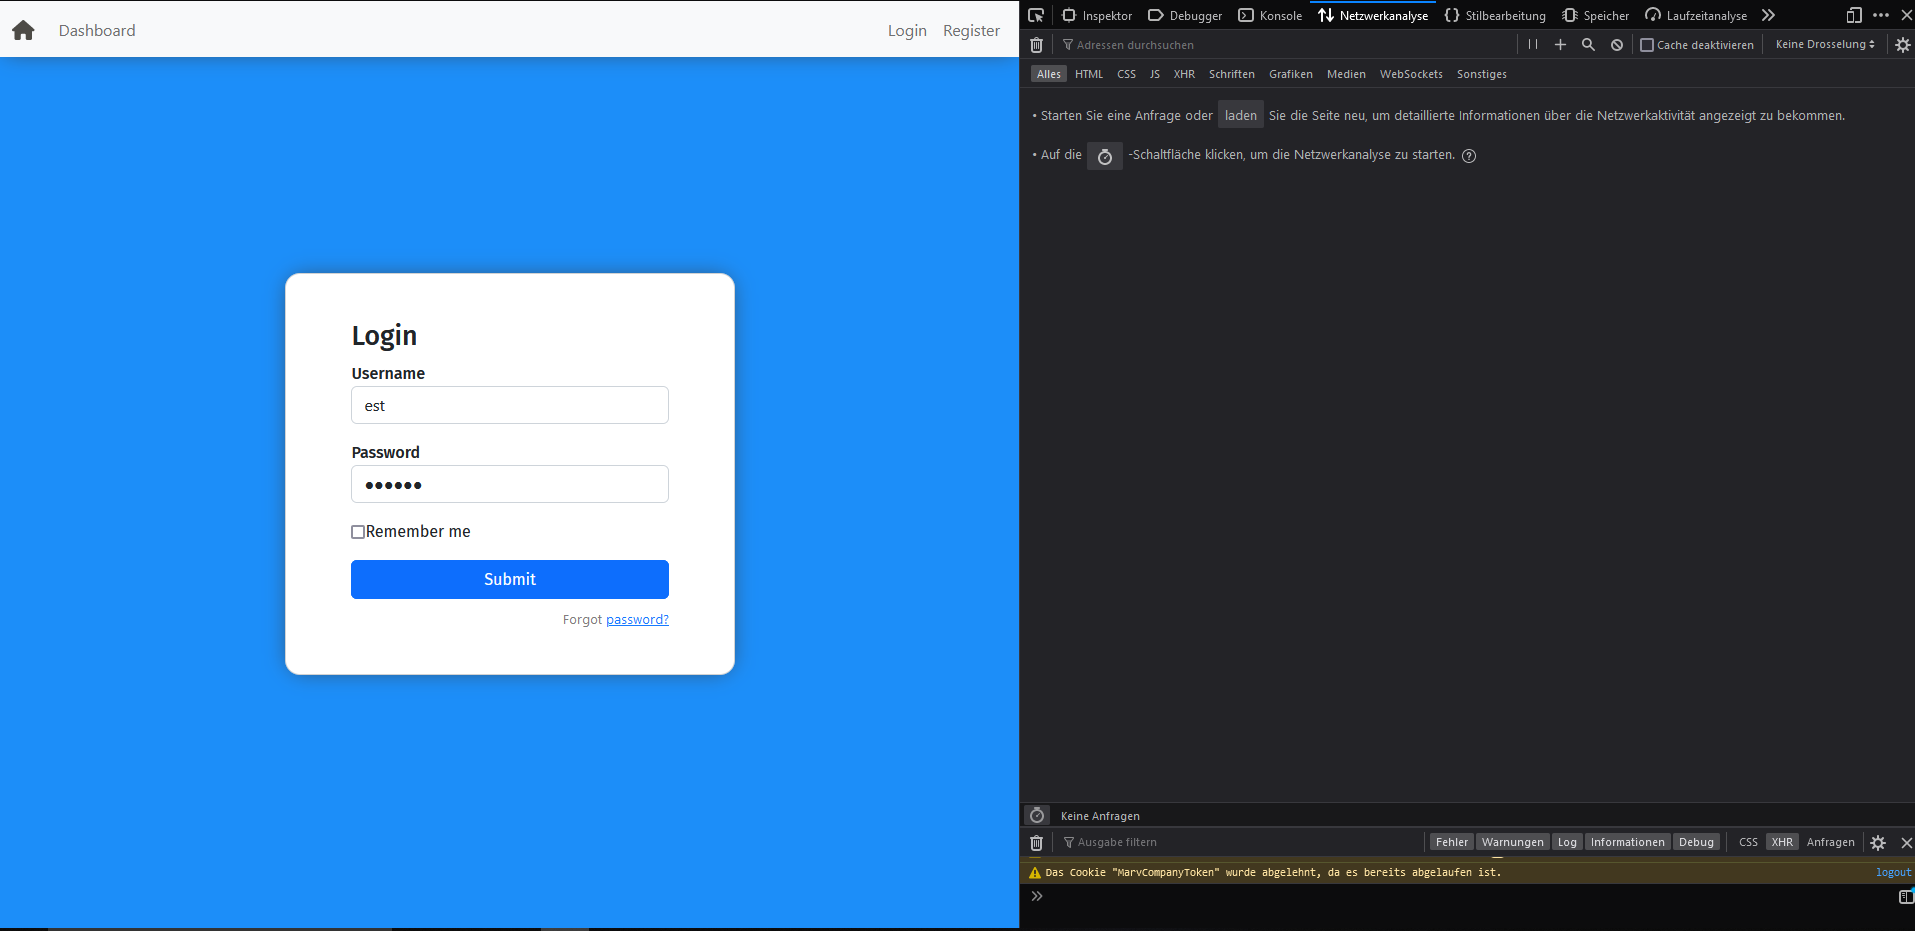 Dashboard
Login Register
Login
Username
est
Password
Remember me
Submit
Forgot password?
Inspektor Debugger Konsole Netzwerkanalyse Stilbearbeitung Speicher Laufzeitanalyse
Adressen durchsuchen
Cache deaktivieren Keine Drosselung
Alles HTML CSS JS XHR Schriften Grafiken Medien WebSockets Sonstiges
• Starten Sie eine Anfrage oder laden Sie die Seite neu, um detaillierte Informationen über die Netzwerkaktivität angezeigt zu bekommen.
• Auf die -Schaltfläche klicken, um die Netzwerkanalyse zu starten.
Keine Anfragen
Ausgabe filtern
Fehler Warnungen Log Informationen Debug CSS XHR Anfragen
Das Cookie "MarvCompanyToken" wurde abgelehnt, da es bereits abgelaufen ist. logout